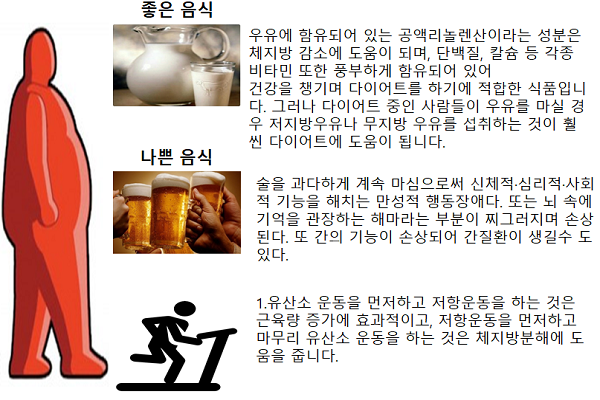 좋은 음식
우유에 함유되어 있는 공액리놀렌산이라는 성분은
체지방 감소에 도움이 되며, 단백질, 칼슘 등 각종
비타민 또한 풍부하게 함유되어 있어
건강을 챙기며 다이어트를 하기에 적합한 식품입니
다. 그러나 다이어트 중인 사람들이 우유를 마실 경
우 저지방우유나 무지방 우유를 섭취하는 것이 훨
씬 다이어트에 도움이 됩니다.
나쁜 음식
술을 과다하게 계속 마심으로써 신체적·심리적·사회
적 기능을 해치는 만성적 행동장애다. 또는 뇌 속에
기억을 관장하는 해마라는 부분이 찌그러지며 손상
된다. 또 간의 기능이 손상되어 간질환이 생길수 도
있다.
1.유산소 운동을 먼저하고 저항운동을 하는 것은
근육량 증가에 효과적이고, 저항운동을 먼저하고
마무리 유산소 운동을 하는 것은 체지방분해에 도
움을 줍니다.